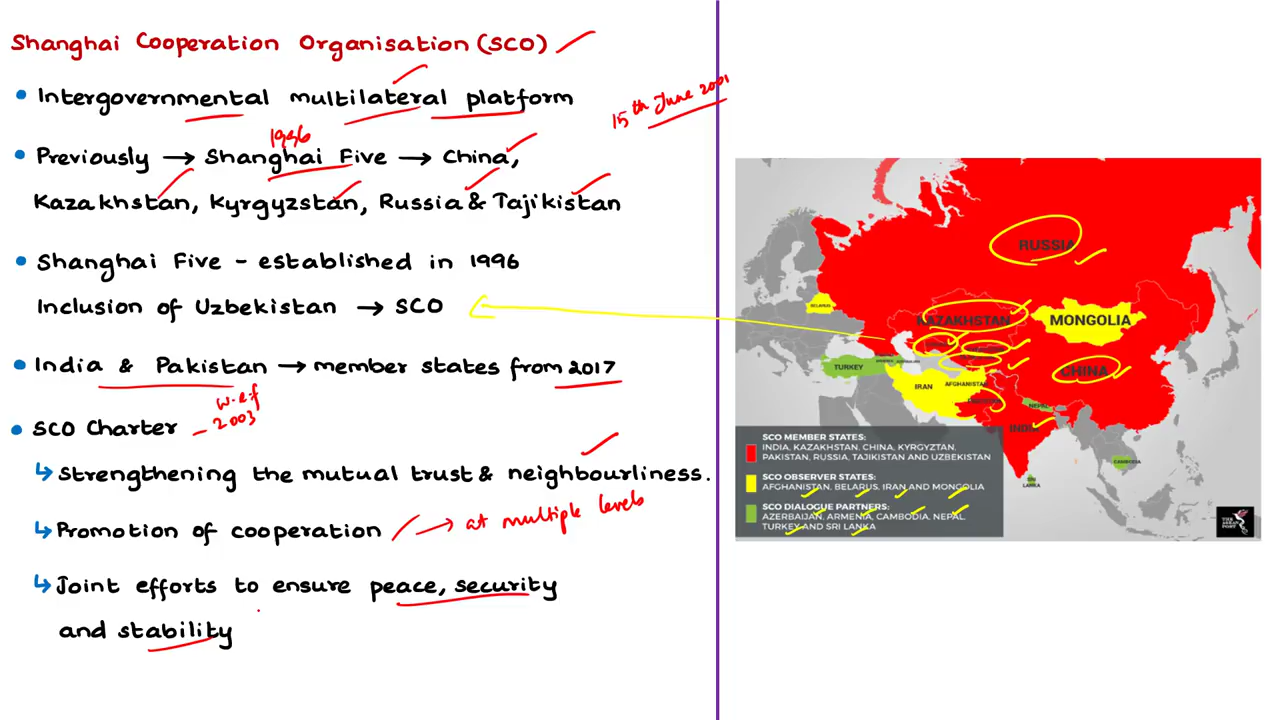 Shanghai Cooperation Organisation (SCO)
• Intergovernmental multilateral platform
15th June 2001
1996
• Previously → Shanghai Five → China,
Kazakhstan, Kyrgyzstan, Russia & Tajikistan
• Shanghai Five - established in 1996
Inclusion of Uzbekistan → SCO
• India & Pakistan → member states from 2017
w.e.f
2003
• SCO Charter
↳ Strengthening the mutual trust & neighbourliness.
↳ Promotion of cooperation → at multiple levels
↳ Joint efforts to ensure peace, security
and stability
RUSSIA
BELARUS
KAZAKHSTAN
MONGOLIA
TURKEY
CHINA
IRAN
AFGHANISTAN
NEPAL
INDIA
CAMBODIA
SRI
LANKA
SCO MEMBER STATES:
INDIA, KAZAKHSTAN, CHINA, KYRGYZTAN,
PAKISTAN, RUSSIA, TAJIKISTAN AND UZBEKISTAN
SCO OBSERVER STATES:
AFGHANISTAN, BELARUS, IRAN AND MONGOLIA
SCO DIALOGUE PARTNERS:
AZERBAIJAN, ARMENIA, CAMBODIA, NEPAL,
TURKEY AND SRI LANKA